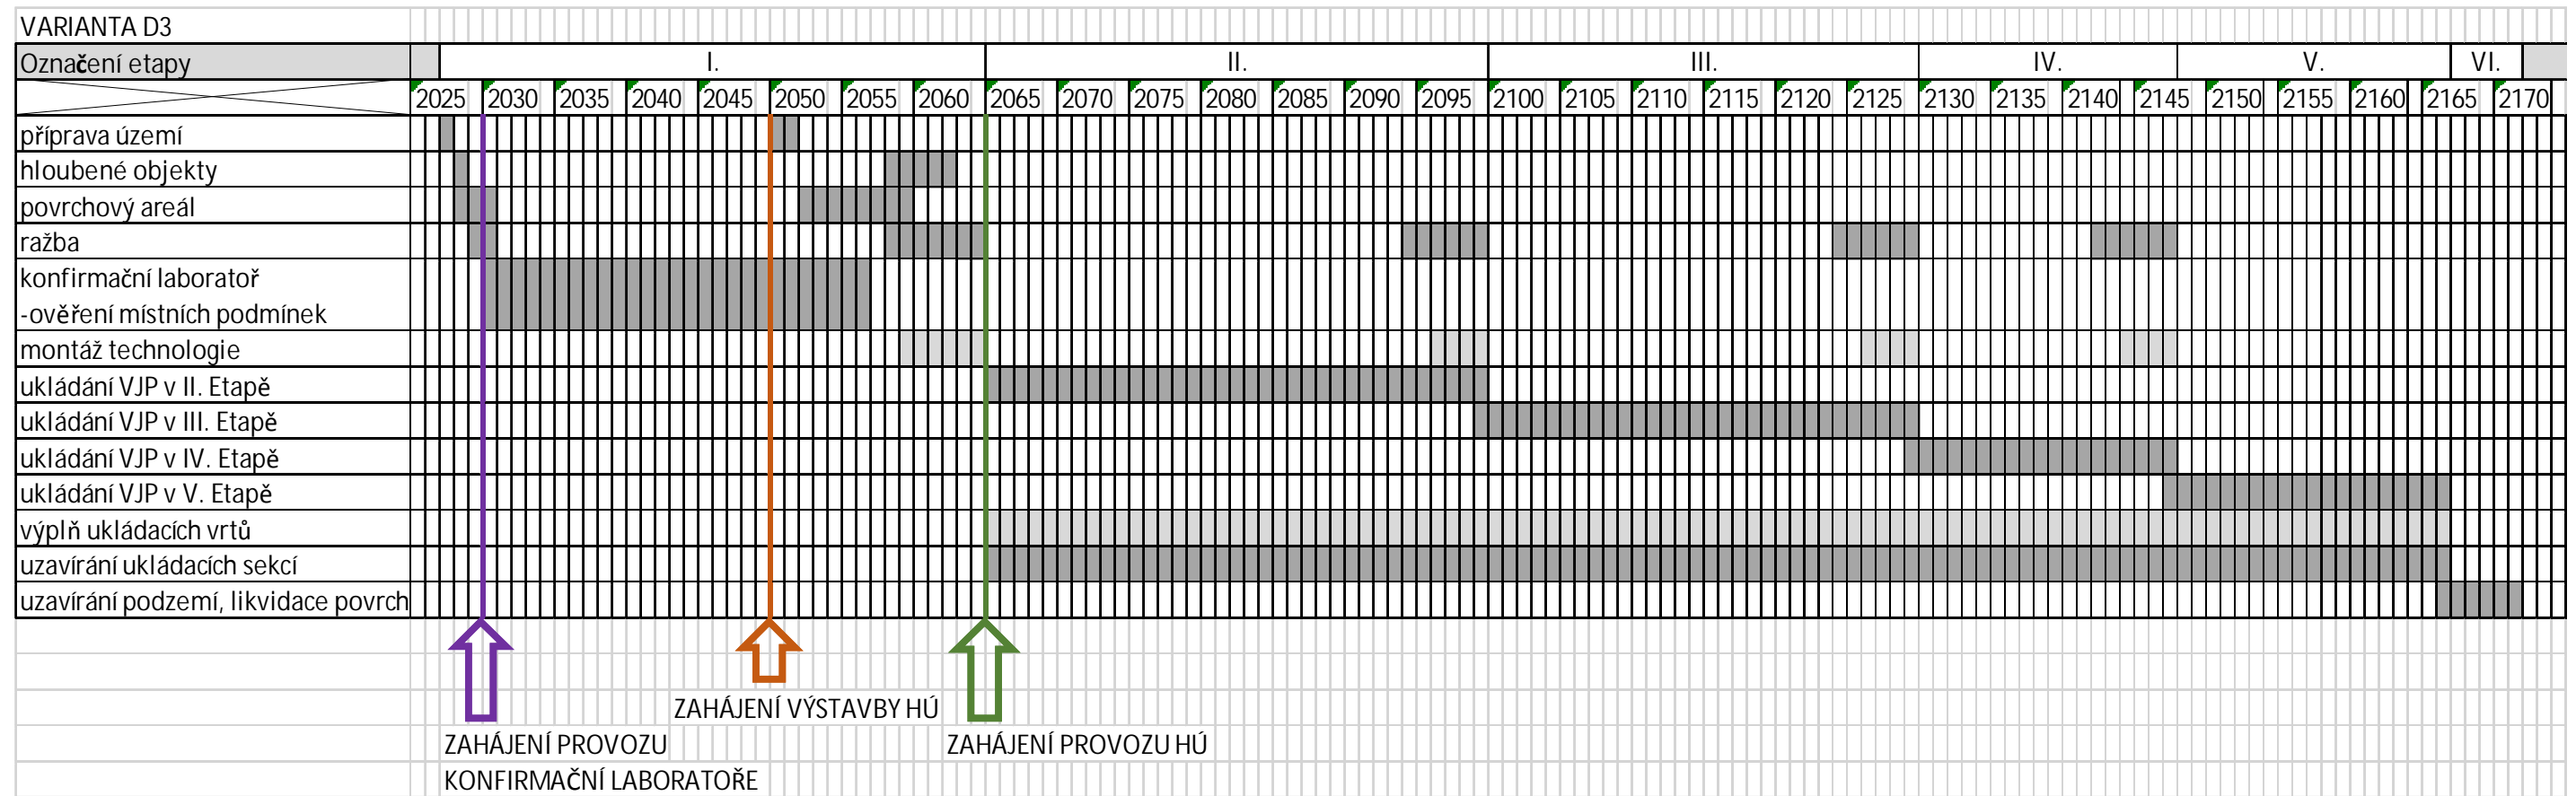 VARIANTA D3
Označení etapy I. II. III. IV. V. VI.
2025 2030 2035 2040 2045 2050 2055 2060 2065 2070 2075 2080 2085 2090 2095 2100 2105 2110 2115 2120 2125 2130 2135 2140 2145 2150 2155 2160 2165 2170
příprava území
hloubené objekty
povrchový areál
ražba
konfirmační laboratoř
-ověření místních podmínek
montáž technologie
ukládání VJP v II. Etapě
ukládání VJP v III. Etapě
ukládání VJP v IV. Etapě
ukládání VJP v V. Etapě
výplň ukládacích vrtů
uzavírání ukládacích sekcí
uzavírání podzemí, likvidace povrch
ZAHÁJENÍ VÝSTAVBY HÚ
ZAHÁJENÍ PROVOZU ZAHÁJENÍ PROVOZU HÚ
KONFIRMAČNÍ LABORATOŘE